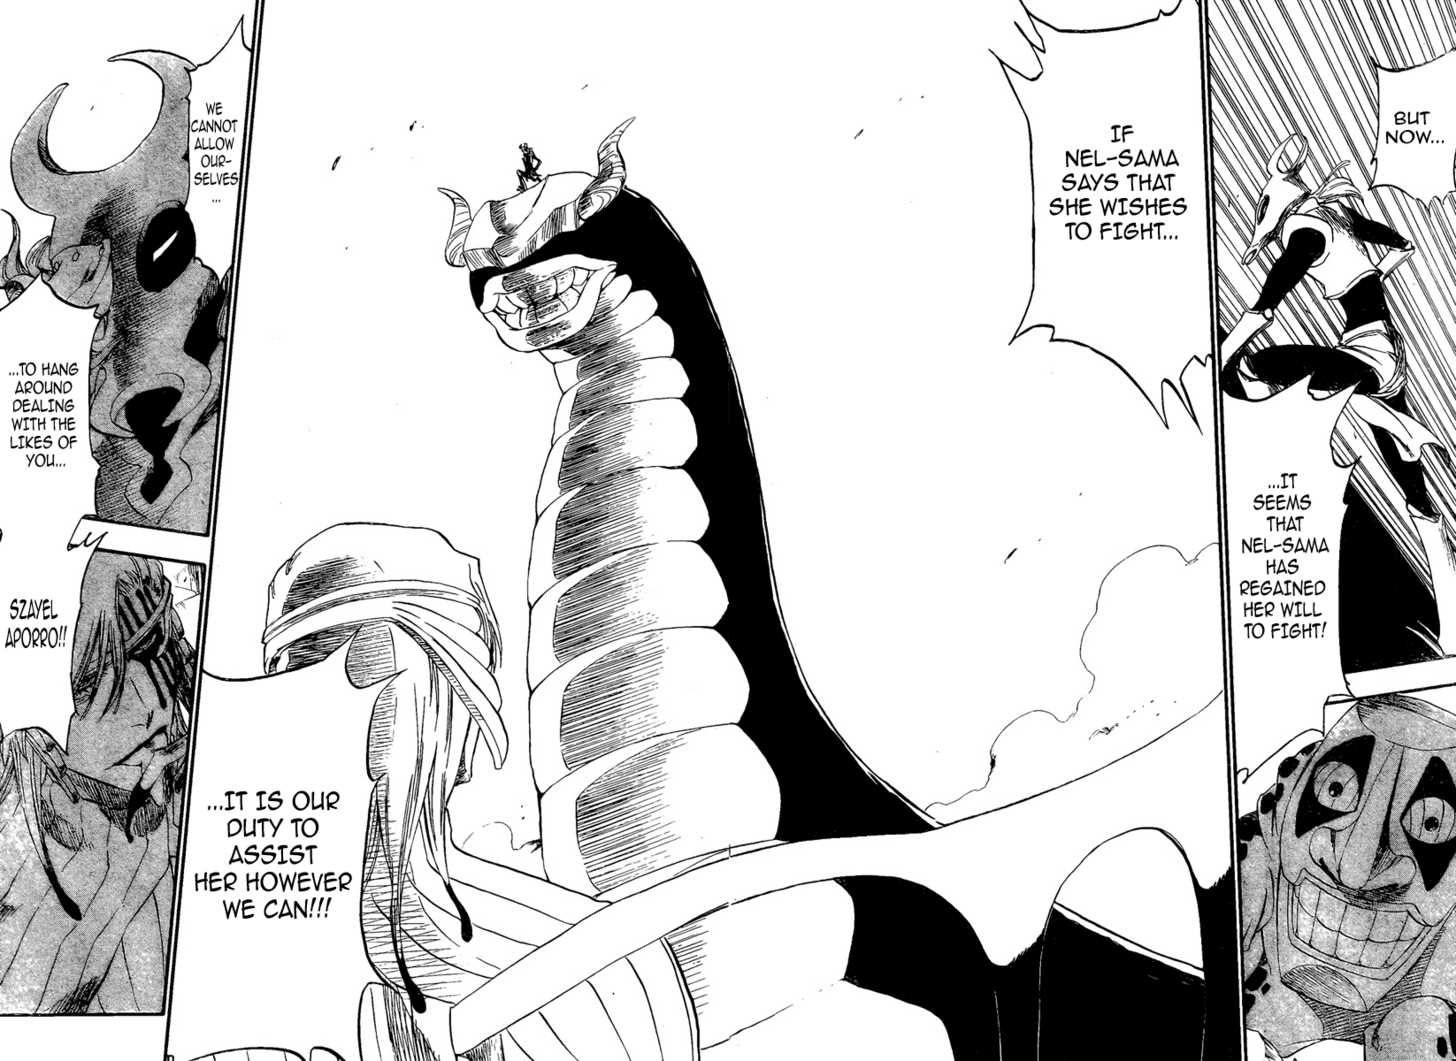 BUT
NOW...
...IT
SEEMS
THAT
NEL-SAMA
HAS
REGAINED
HER WILL
TO FIGHT!
IF
NEL-SAMA
SAYS THAT
SHE WISHES
TO FIGHT...
...IT IS OUR
DUTY TO
ASSIST
HER HOWEVER
WE CAN!!!
WE
CANNOT
ALLOW
OUR-
SELVES
...
...TO HANG
AROUND
DEALING
WITH THE
LIKES OF
YOU...
SZAYEL
APORRO!!